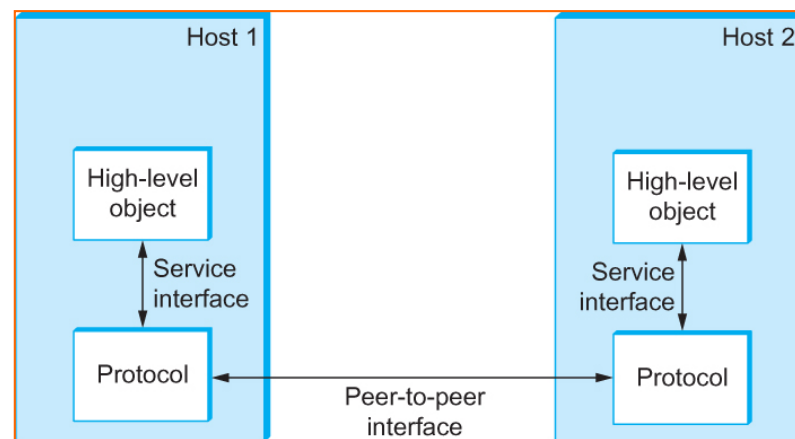 Host 1
Host 2
High-level
object
High-level
object
Service
interface
Service
interface
Protocol
Protocol
Peer-to-peer
interface